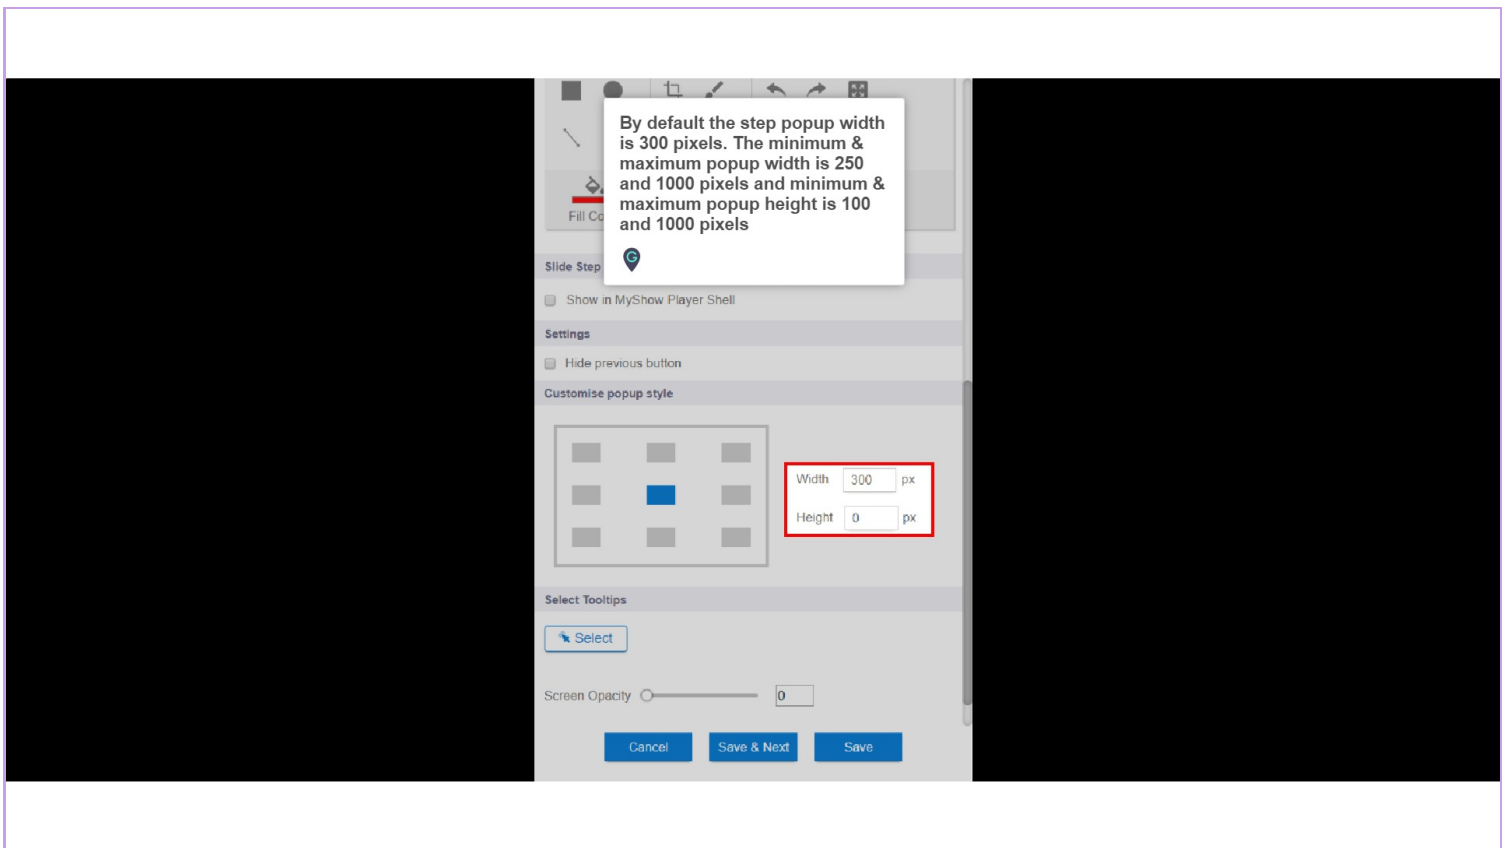 By default the step popup width
is 300 pixels. The minimum &
maximum popup width is 250
and 1000 pixels and minimum &
maximum popup height is 100
and 1000 pixels
Fill Co
G
Slide Step
Show in MyShow Player Shell
Settings
Hide previous button
Customise popup style
Width 300 px
Height 0 px
Select Tooltips
Select
Screen Opacity 0
Cancel Save & Next Save